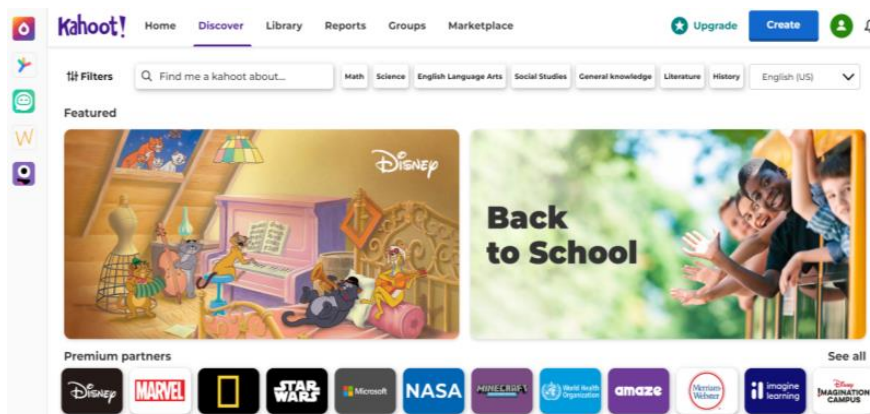 Kahoot!
Home Discover Library Reports Groups Marketplace Upgrade Create
Filters Find me a kahoot about... Math Science English Language Arts Social Studies General knowledge Literature History English (US)
Featured
Disney
Back
to School
Premium partners See all
Disney MARVEL STAR WARS Microsoft NASA MINECRAFT World Health Organization amaze Merriam-Webster imagine learning Disney IMAGINATION CAMPUS